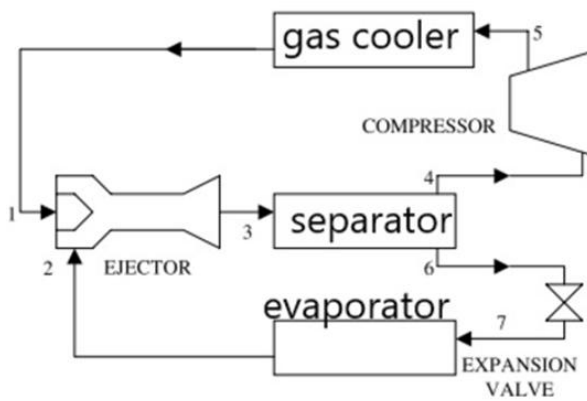 gas cooler
5
COMPRESSOR
4
1
separator
3
2
EJECTOR
6
evaporator
7
EXPANSION
VALVE